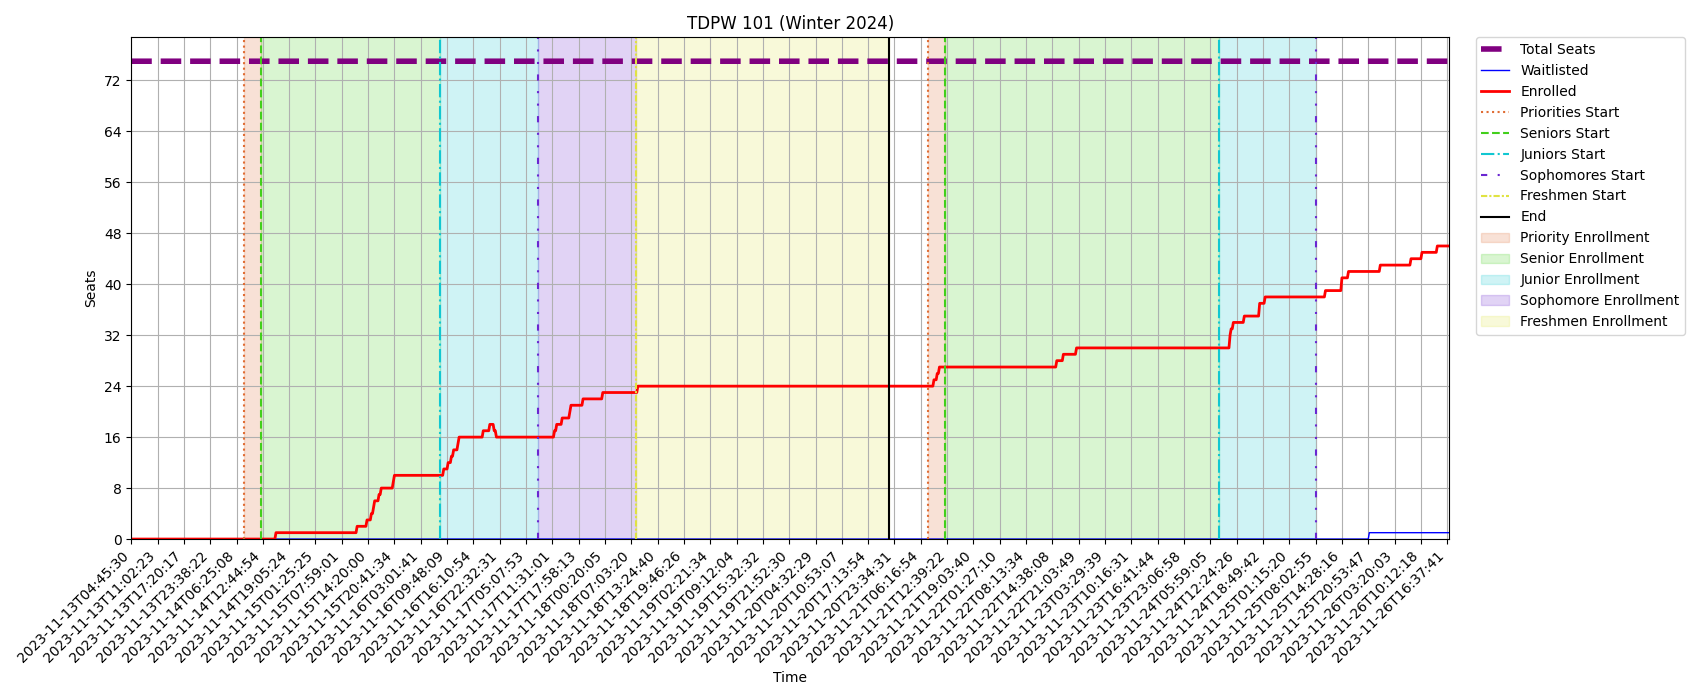 TDPW 101 (Winter 2024)
Seats
72
64
56
48
40
32
24
16
8
0
2023-11-13T04:45:30
2023-11-13T11:02:23
2023-11-13T17:20:17
2023-11-13T23:38:22
2023-11-14T06:25:08
2023-11-14T12:44:54
2023-11-14T19:05:24
2023-11-15T01:25:25
2023-11-15T07:59:01
2023-11-15T14:20:00
2023-11-15T20:41:34
2023-11-16T03:01:41
2023-11-16T09:48:09
2023-11-16T16:10:54
2023-11-16T22:32:31
2023-11-17T05:07:53
2023-11-17T11:31:01
2023-11-17T17:58:13
2023-11-18T00:20:05
2023-11-18T07:03:20
2023-11-18T13:24:40
2023-11-18T19:46:26
2023-11-19T02:21:34
2023-11-19T09:12:04
2023-11-19T15:32:32
2023-11-19T21:52:30
2023-11-20T04:32:29
2023-11-20T10:53:07
2023-11-20T17:13:54
2023-11-20T23:34:31
2023-11-21T06:16:54
2023-11-21T12:39:22
2023-11-21T19:03:40
2023-11-22T01:27:10
2023-11-22T08:13:34
2023-11-22T14:38:08
2023-11-22T21:03:49
2023-11-23T03:29:39
2023-11-23T10:16:31
2023-11-23T16:41:44
2023-11-23T23:06:58
2023-11-24T05:59:05
2023-11-24T12:24:26
2023-11-24T18:49:42
2023-11-25T01:15:20
2023-11-25T08:02:55
2023-11-25T14:28:16
2023-11-25T20:53:47
2023-11-26T03:20:03
2023-11-26T10:12:18
2023-11-26T16:37:41
Time
Total Seats
Waitlisted
Enrolled
Priorities Start
Seniors Start
Juniors Start
Sophomores Start
Freshmen Start
End
Priority Enrollment
Senior Enrollment
Junior Enrollment
Sophomore Enrollment
Freshmen Enrollment